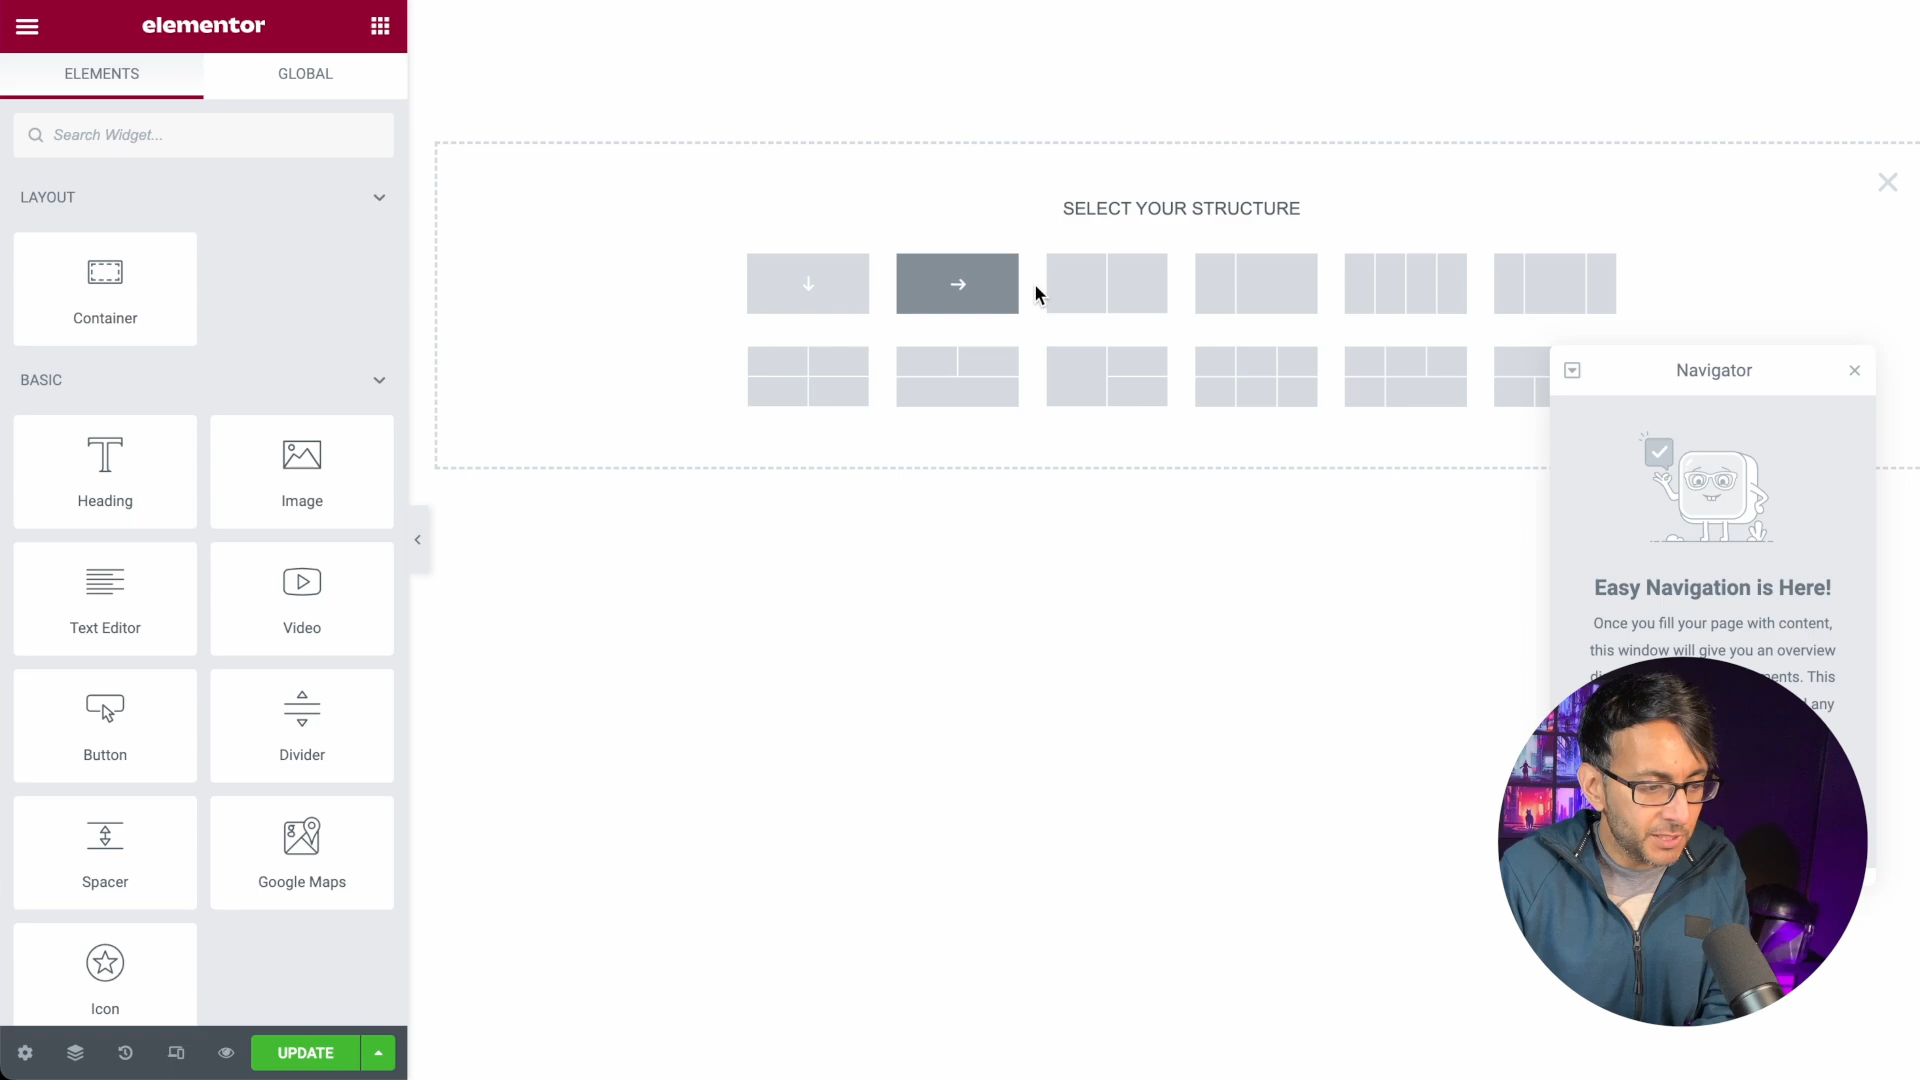 elementor
ELEMENTS
GLOBAL
Search Widget...
LAYOUT
Container
BASIC
Heading
Image
Text Editor
Video
Button
Divider
Spacer
Google Maps
Icon
UPDATE
SELECT YOUR STRUCTURE
Navigator
Easy Navigation is Here!
Once you fill your page with content,
this window will give you an overview
This
any